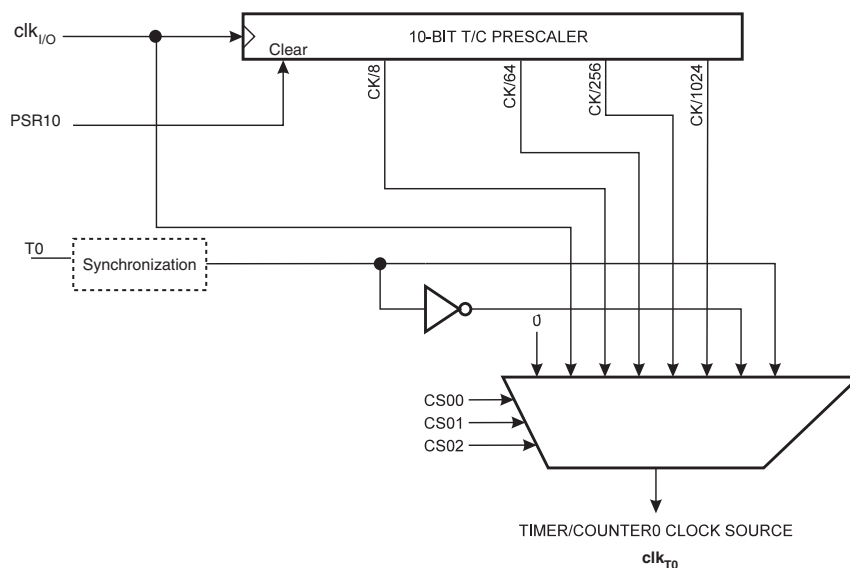 clkI/O
10-BIT T/C PRESCALER
Clear
CK/8
CK/64
CK/256
CK/1024
PSR10
T0
Synchronization
0
CS00
CS01
CS02
TIMER/COUNTER0 CLOCK SOURCE
clkT0